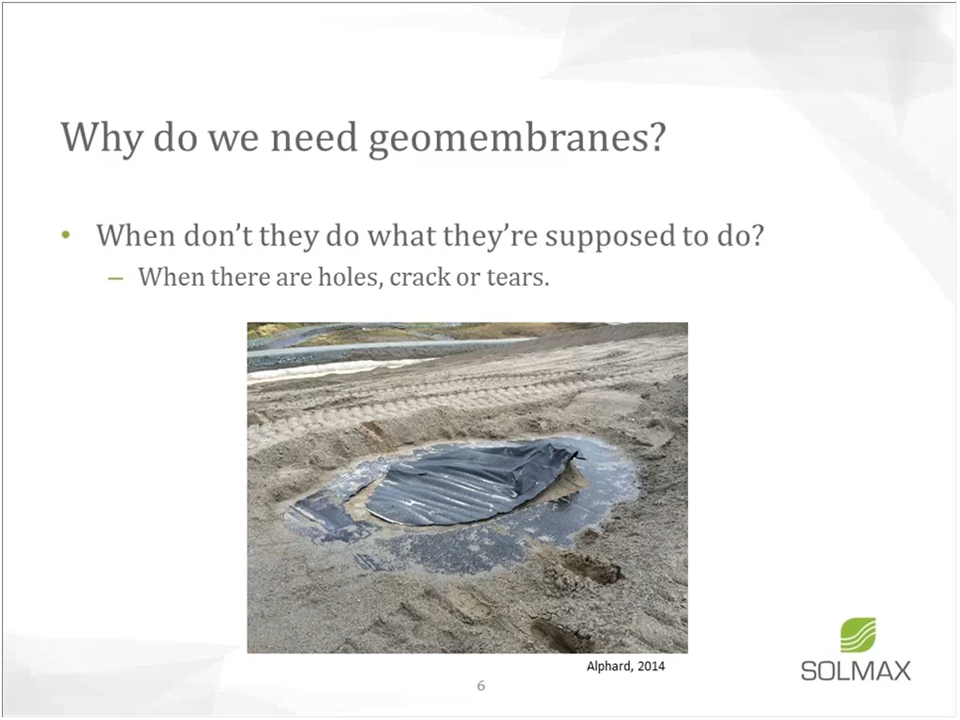 Why do we need geomembranes?
• When don't they do what they're supposed to do?
– When there are holes, crack or tears.
Alphard, 2014
SOLMAX
6